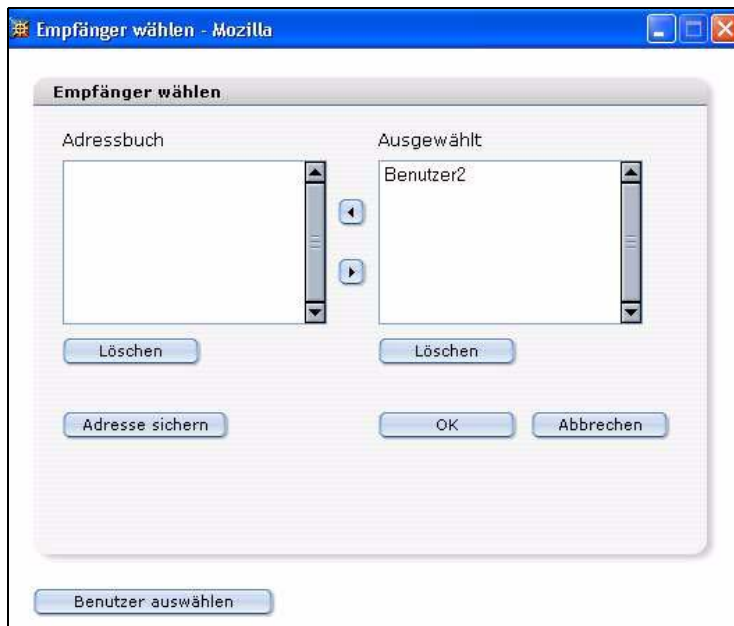 Empfänger wählen - Mozilla
Empfänger wählen
Adressbuch
Ausgewählt
Benutzer2
Löschen
Löschen
Adresse sichern
OK
Abbrechen
Benutzer auswählen